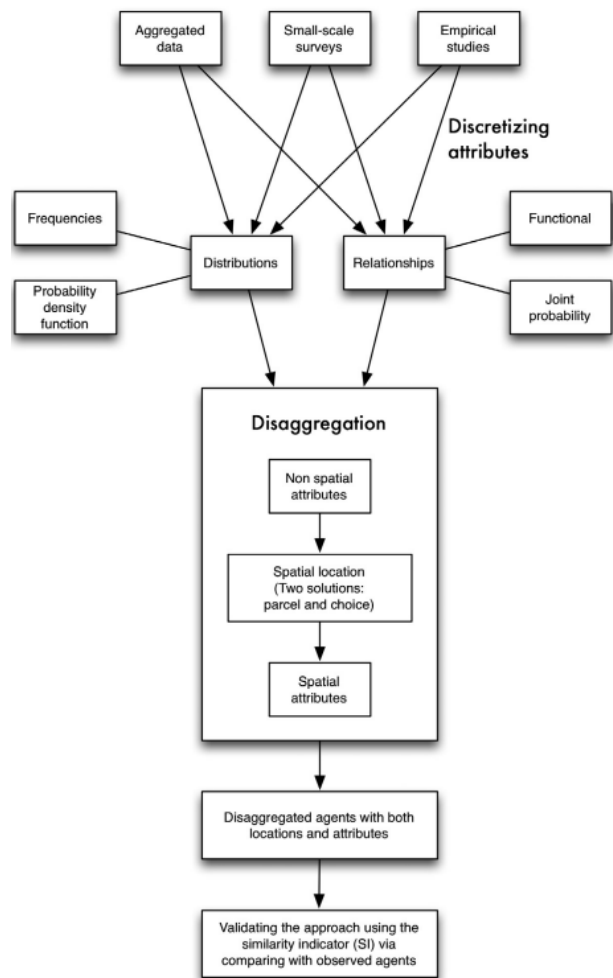 Aggregated
data
Small-scale
surveys
Empirical
studies
Discretizing
attributes
Frequencies
Functional
Distributions
Relationships
Probability
density
function
Joint
probability
Disaggregation
Non spatial
attributes
Spatial location
(Two solutions:
parcel and choice)
Spatial
attributes
Disaggregated agents with both
locations and attributes
Validating the approach using the
similarity indicator (SI) via
comparing with observed agents